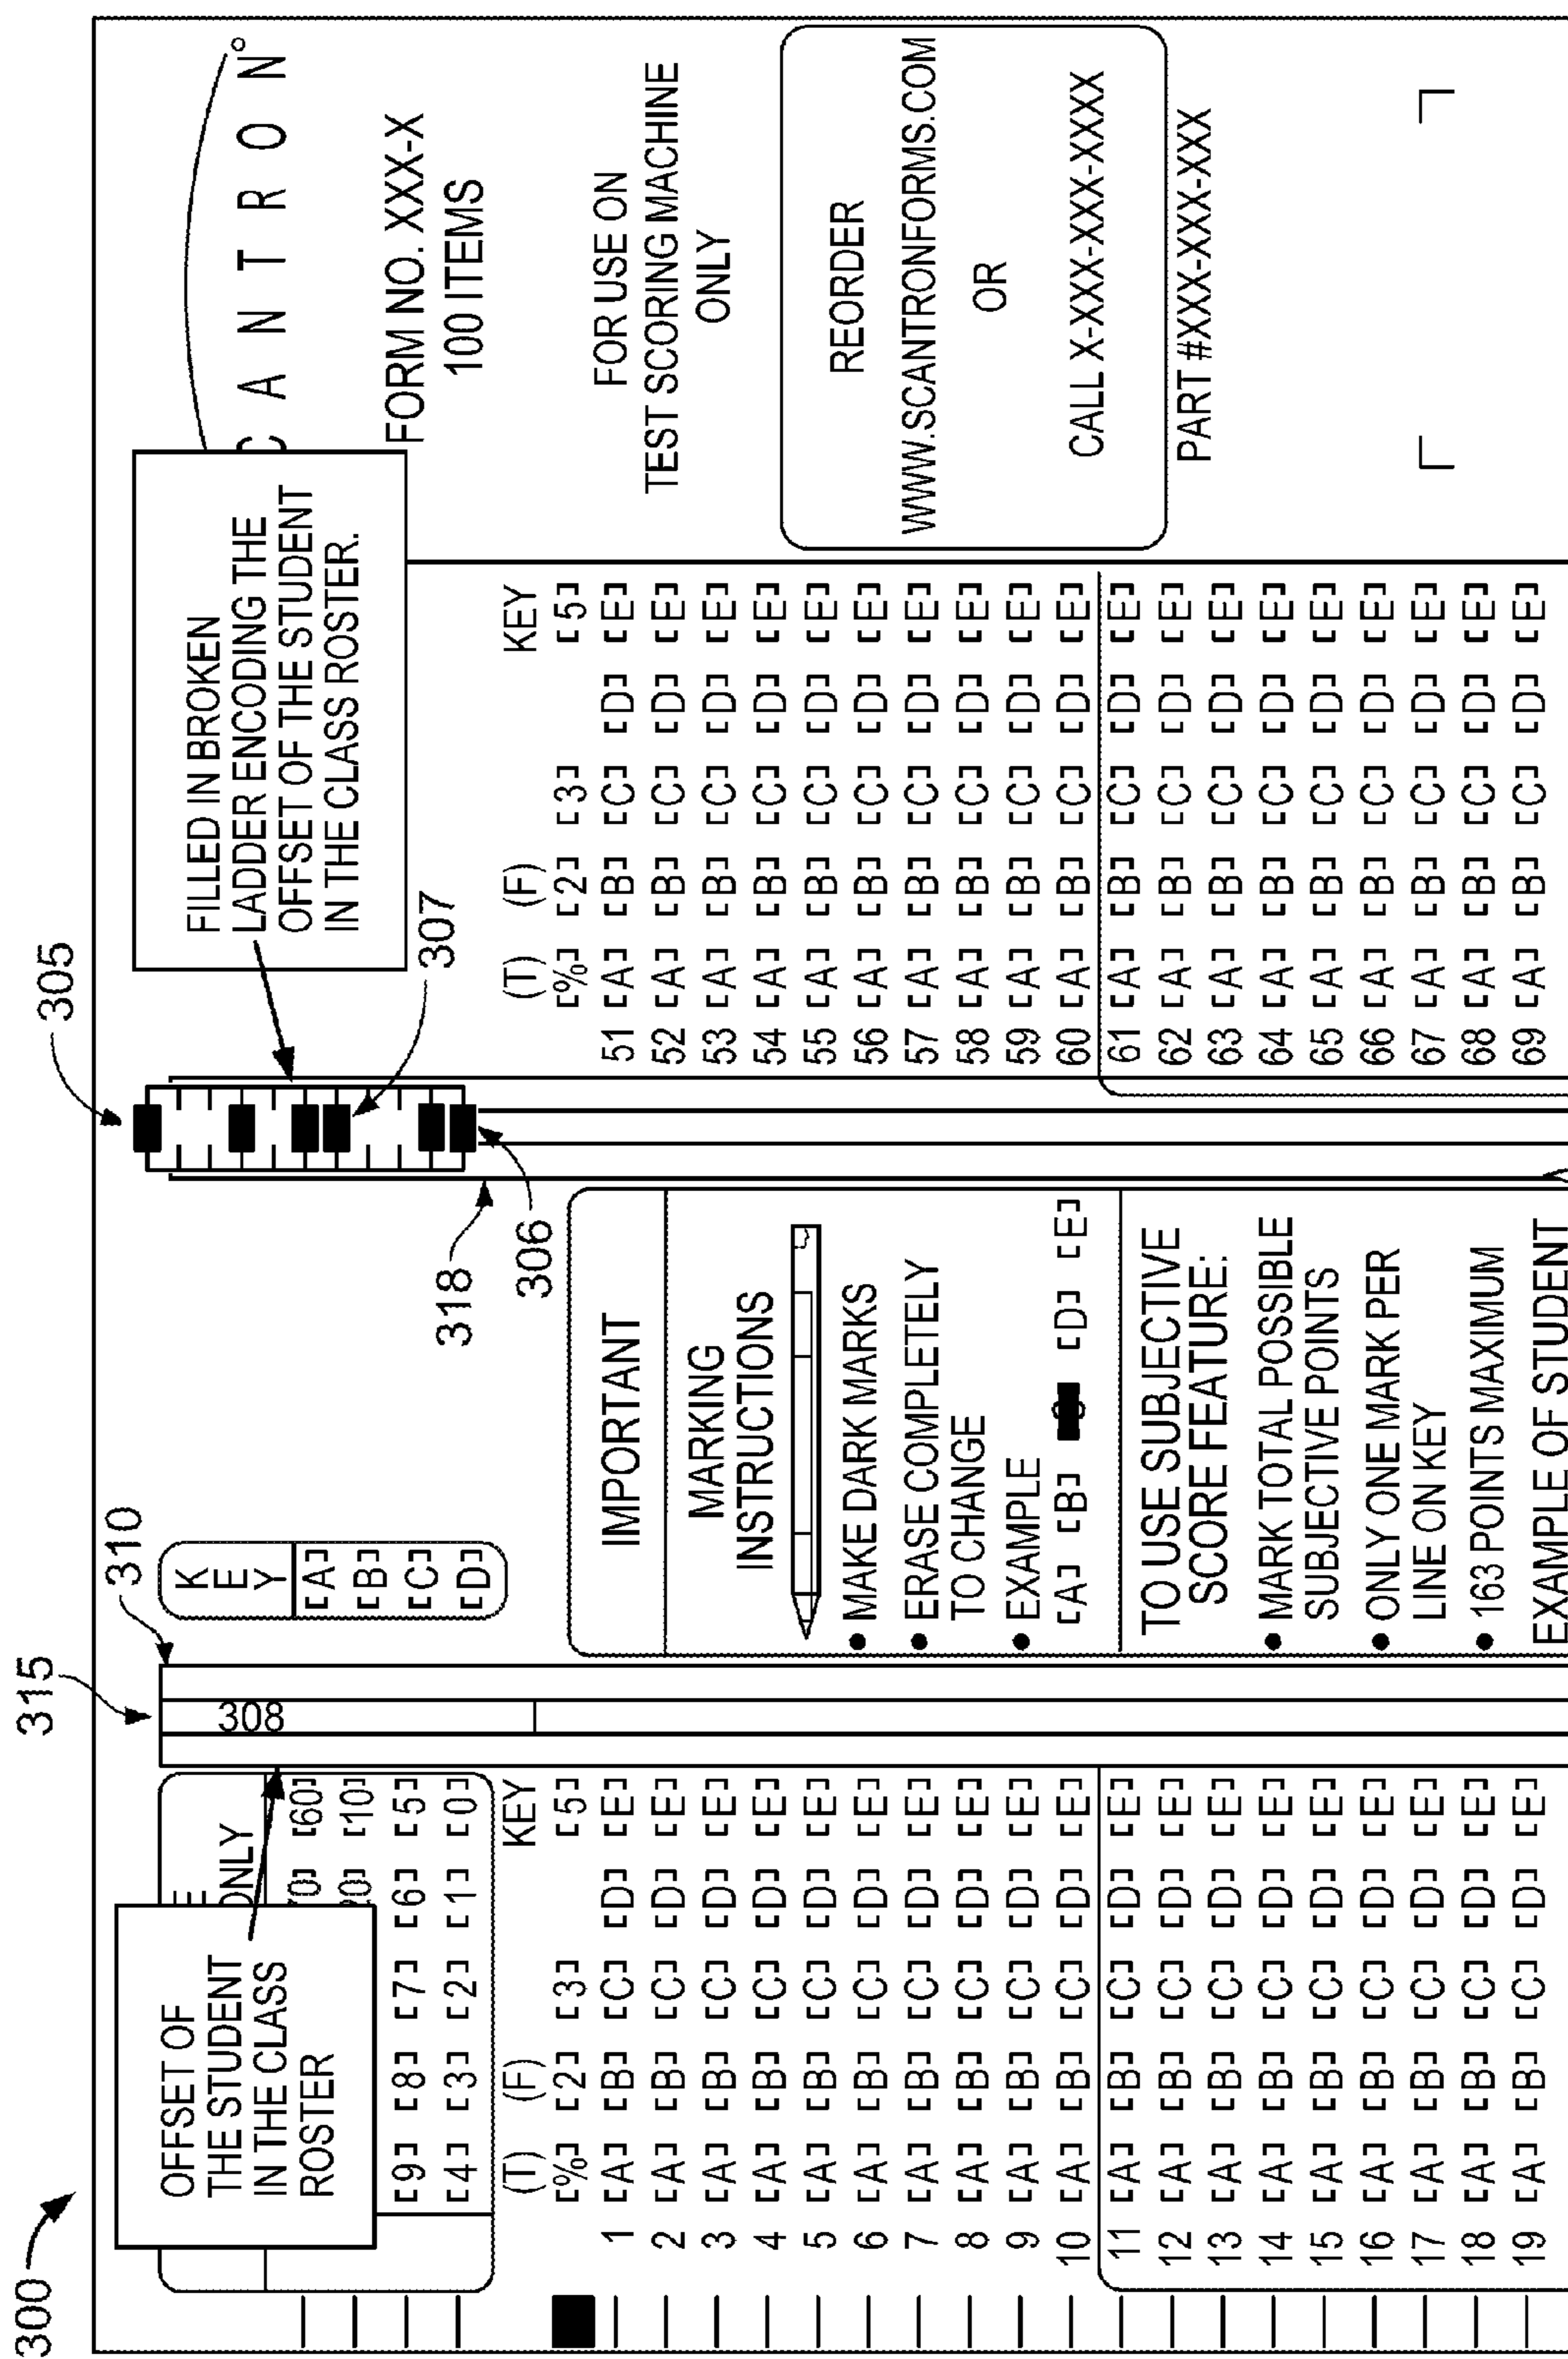 300
315
310
305
OFFSET OF
THE STUDENT
IN THE CLASS
ROSTER
ONLY
[60]
[10]
[9] [8] [7] [6] [5]
[4] [3] [2] [1] [0]
308
(T) (F) KEY
[%] [2] [3] [5]
1 [A] [B] [C] [D] [E]
2 [A] [B] [C] [D] [E]
3 [A] [B] [C] [D] [E]
4 [A] [B] [C] [D] [E]
5 [A] [B] [C] [D] [E]
6 [A] [B] [C] [D] [E]
7 [A] [B] [C] [D] [E]
8 [A] [B] [C] [D] [E]
9 [A] [B] [C] [D] [E]
10 [A] [B] [C] [D] [E]
11 [A] [B] [C] [D] [E]
12 [A] [B] [C] [D] [E]
13 [A] [B] [C] [D] [E]
14 [A] [B] [C] [D] [E]
15 [A] [B] [C] [D] [E]
16 [A] [B] [C] [D] [E]
17 [A] [B] [C] [D] [E]
18 [A] [B] [C] [D] [E]
19 [A] [B] [C] [D] [E]
KEY
[A]
[B]
[C]
[D]
318
306
IMPORTANT
MARKING
INSTRUCTIONS
• MAKE DARK MARKS
• ERASE COMPLETELY
TO CHANGE
• EXAMPLE
[A] [B] [D] [E]
TO USE SUBJECTIVE
SCORE FEATURE:
• MARK TOTAL POSSIBLE
SUBJECTIVE POINTS
• ONLY ONE MARK PER
LINE ON KEY
• 163 POINTS MAXIMUM
EXAMPLE OF STUDENT
FILLED IN BROKEN
LADDER ENCODING THE
OFFSET OF THE STUDENT
IN THE CLASS ROSTER.
307
(T) (F) KEY
[%] [2] [3] [5]
51 [A] [B] [C] [D] [E]
52 [A] [B] [C] [D] [E]
53 [A] [B] [C] [D] [E]
54 [A] [B] [C] [D] [E]
55 [A] [B] [C] [D] [E]
56 [A] [B] [C] [D] [E]
57 [A] [B] [C] [D] [E]
58 [A] [B] [C] [D] [E]
59 [A] [B] [C] [D] [E]
60 [A] [B] [C] [D] [E]
61 [A] [B] [C] [D] [E]
62 [A] [B] [C] [D] [E]
63 [A] [B] [C] [D] [E]
64 [A] [B] [C] [D] [E]
65 [A] [B] [C] [D] [E]
66 [A] [B] [C] [D] [E]
67 [A] [B] [C] [D] [E]
68 [A] [B] [C] [D] [E]
69 [A] [B] [C] [D] [E]
CANTRON
FORM NO. XXX-X
100 ITEMS
FOR USE ON
TEST SCORING MACHINE
ONLY
REORDER
WWW.SCANTRONFORMS.COM
OR
CALL X-XXX-XXX-XXXX
PART #XXX-XXX-XXX